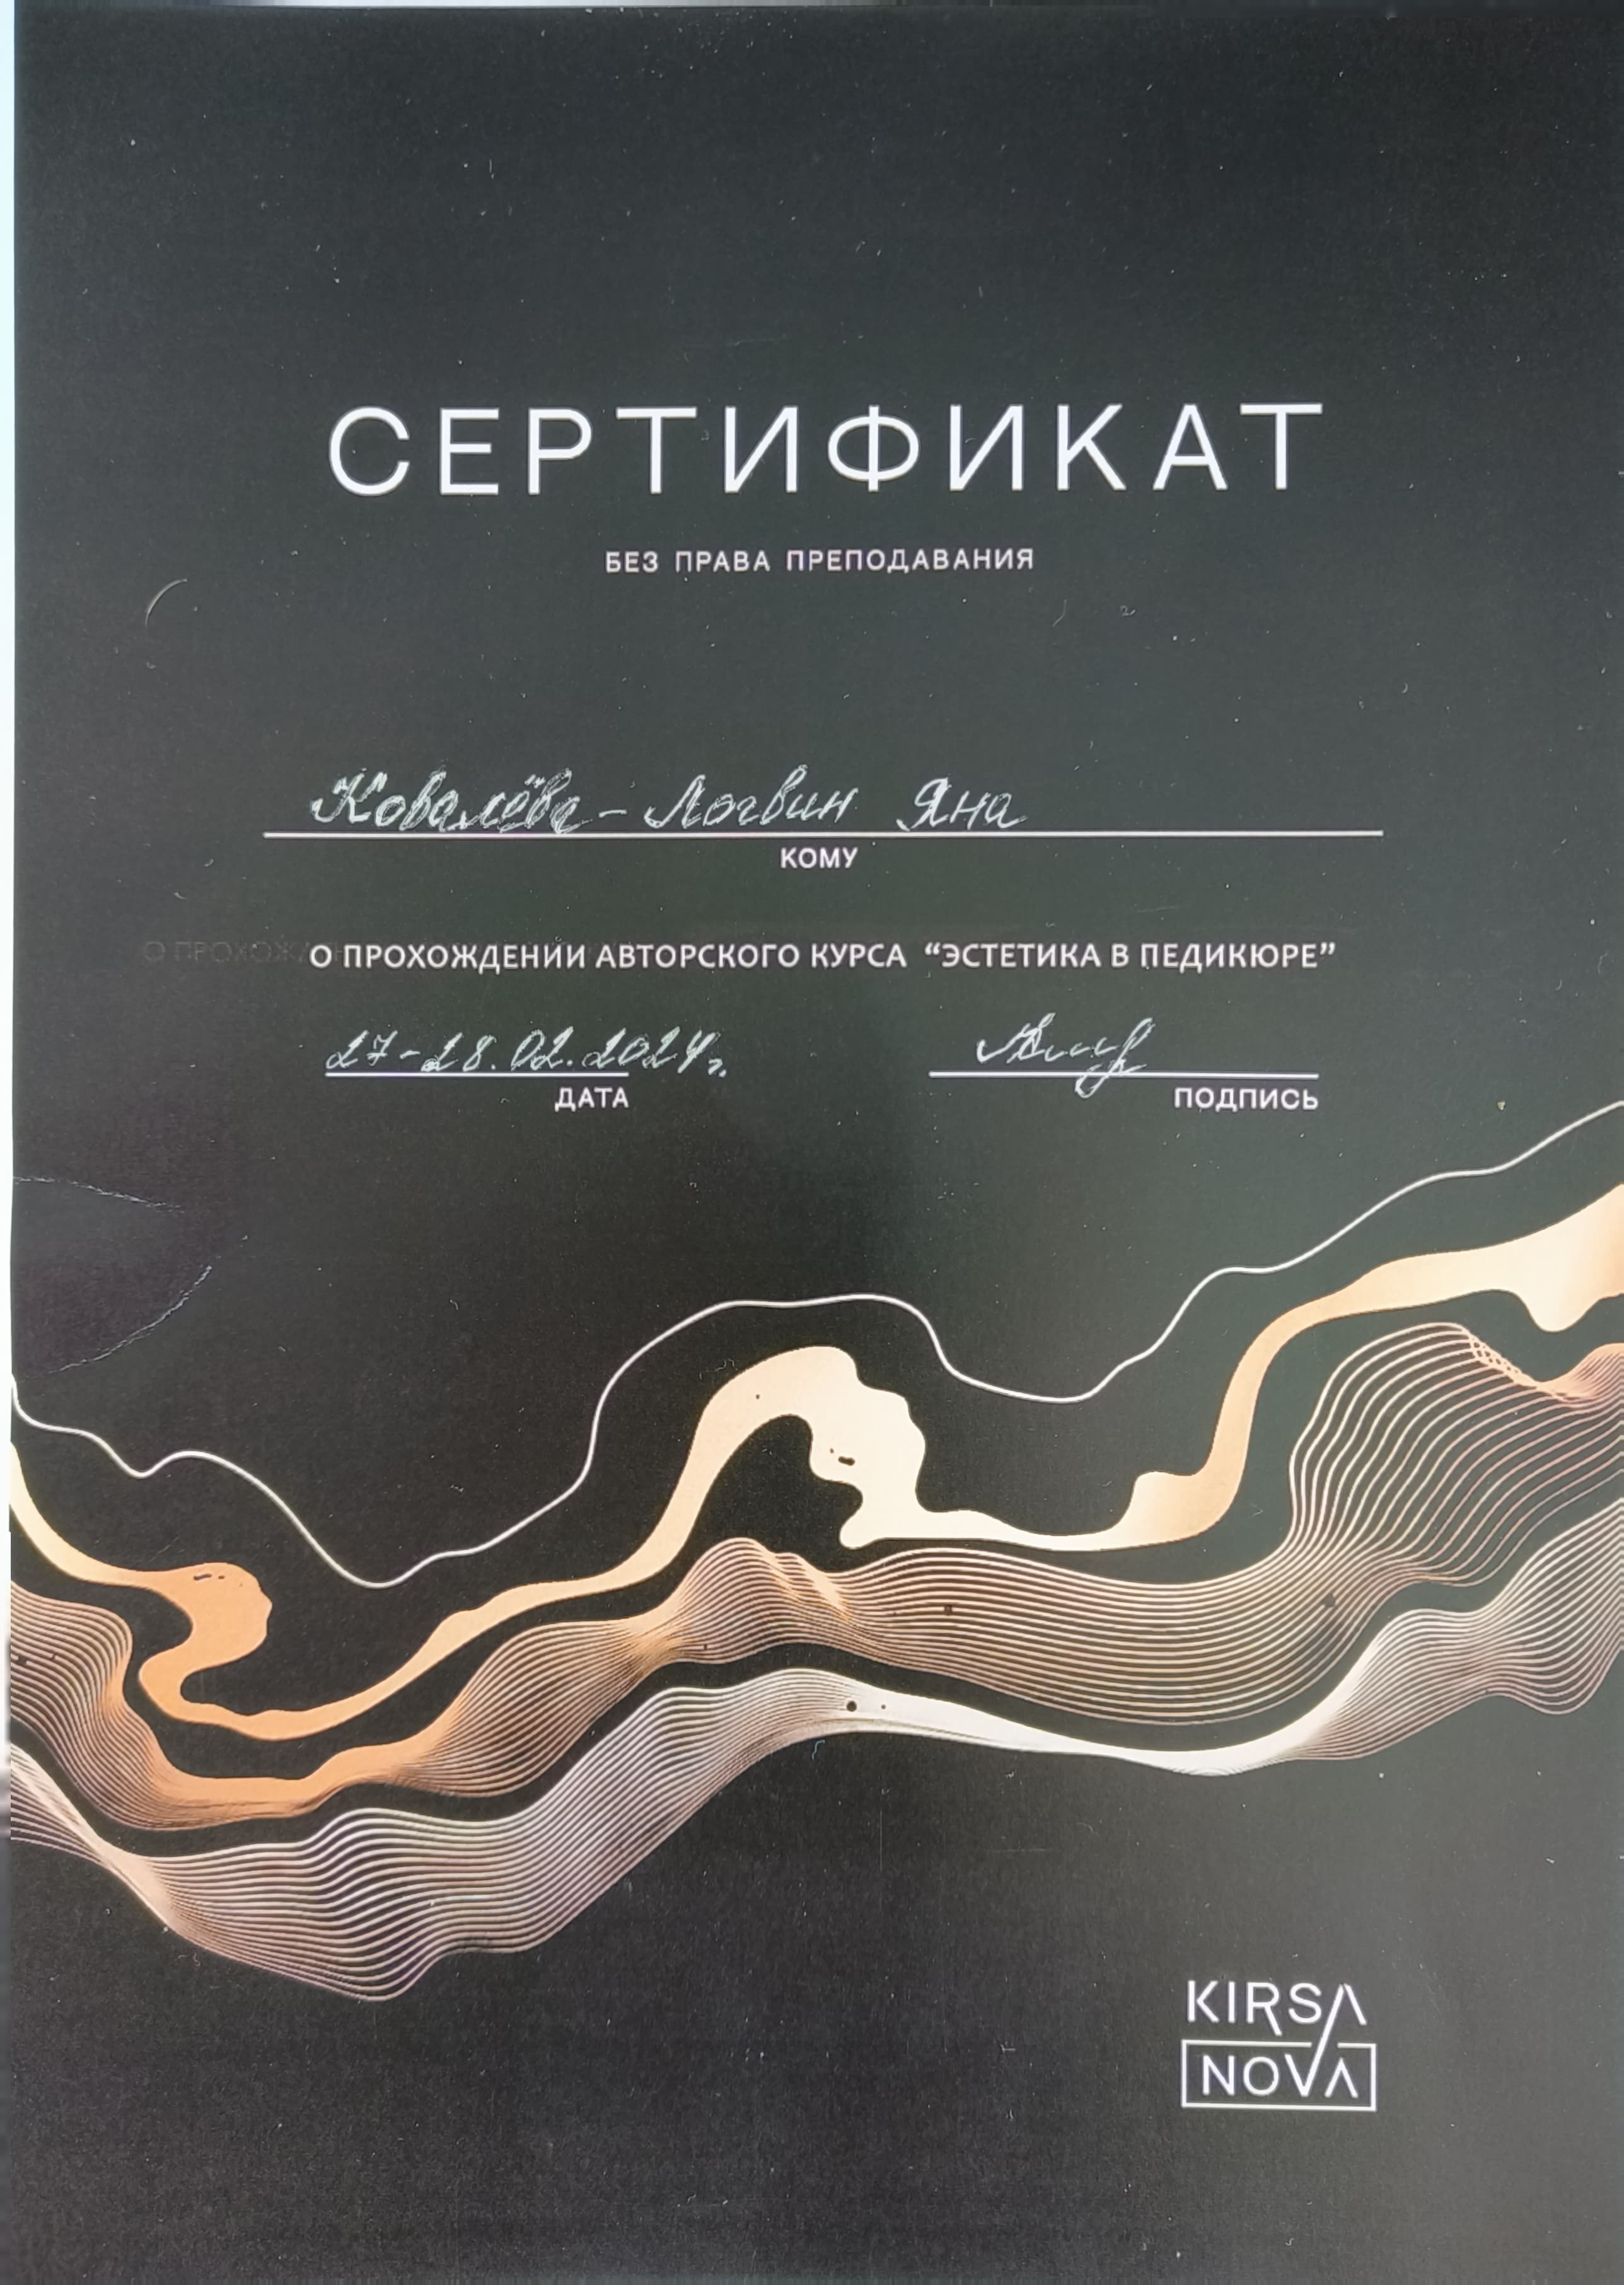 СЕРТИФИКАТ
БЕЗ ПРАВА ПРЕПОДАВАНИЯ
Ковалёва-Логвин Яна
КОМУ
О ПРОХОЖДЕНИИ АВТОРСКОГО КУРСА “ЭСТЕТИКА В ПЕДИКЮРЕ”
27-28.02.2024г.
ДАТА
ПОДПИСЬ
KIRSA
NOVA